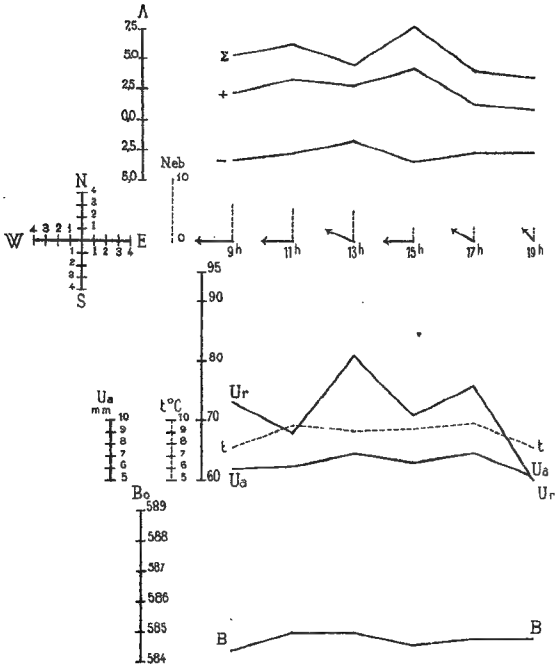 Λ
7,5
5,0
2,5
0,0
2,5
5,0
Σ
+
-
Neb
10
0
N
4
3
2
1
W 4 3 2 1 1 2 3 4 E
1
2
3
4
S
9h 11h 13h 15h 17h 19h
95
90
80
70
60
Ua
mm
10
9
8
7
6
5
t°C
10
9
8
7
6
5
Ur
t
Ua
t
Ua
Ur
Bo
589
588
587
586
585
584
B
B